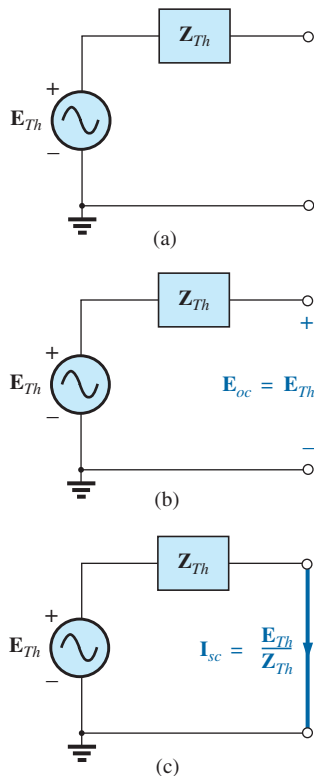 Z_Th
+
E_Th
−
(a)
Z_Th
+
+
E_Th
E_oc = E_Th
−
−
(b)
Z_Th
+
E_Th
I_sc = E_Th / Z_Th
−
(c)